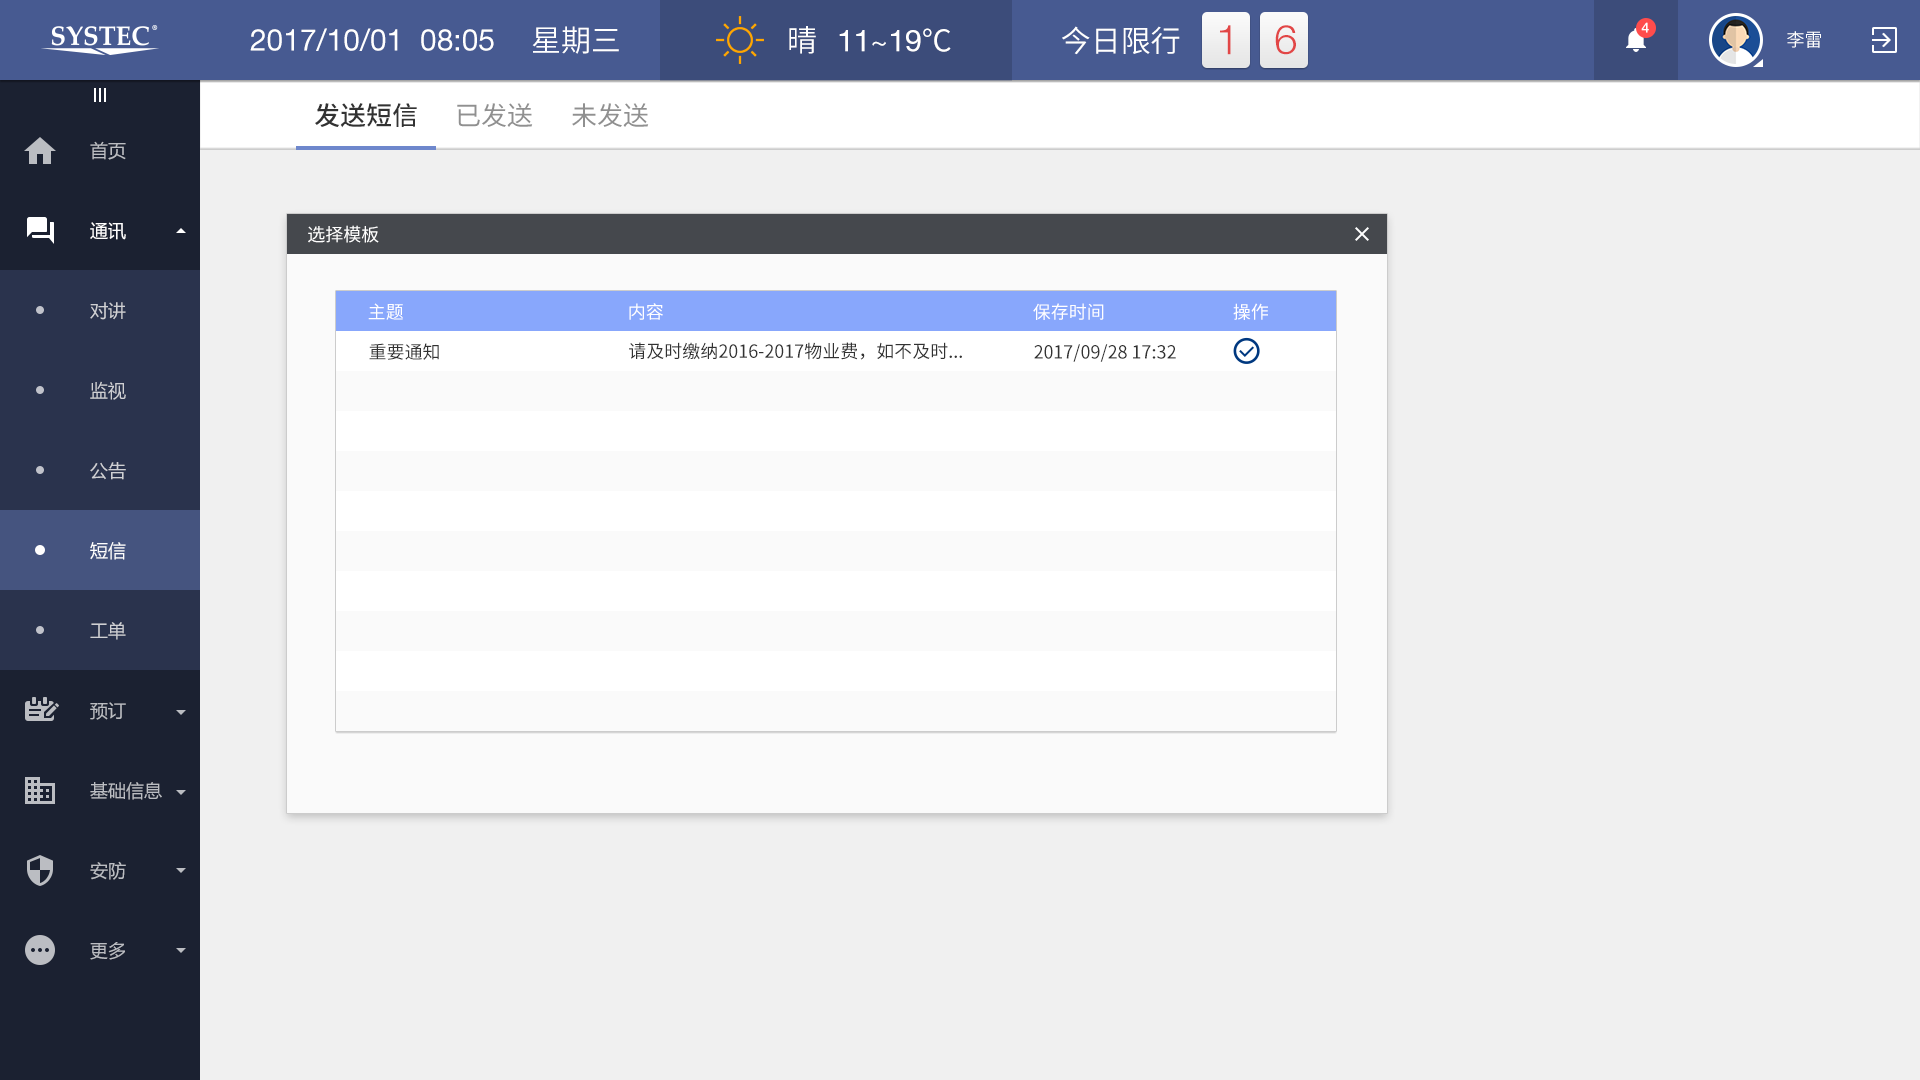 SYSTEC®
2017/10/01 08:05 星期三
晴 11~19°C
今日限行 1 6
4
李雷
首页
通讯
对讲
监视
公告
短信
工单
预订
基础信息
安防
更多
发送短信 已发送 未发送
选择模板
主题 内容 保存时间 操作
重要通知 请及时缴纳2016-2017物业费，如不及时... 2017/09/28 17:32